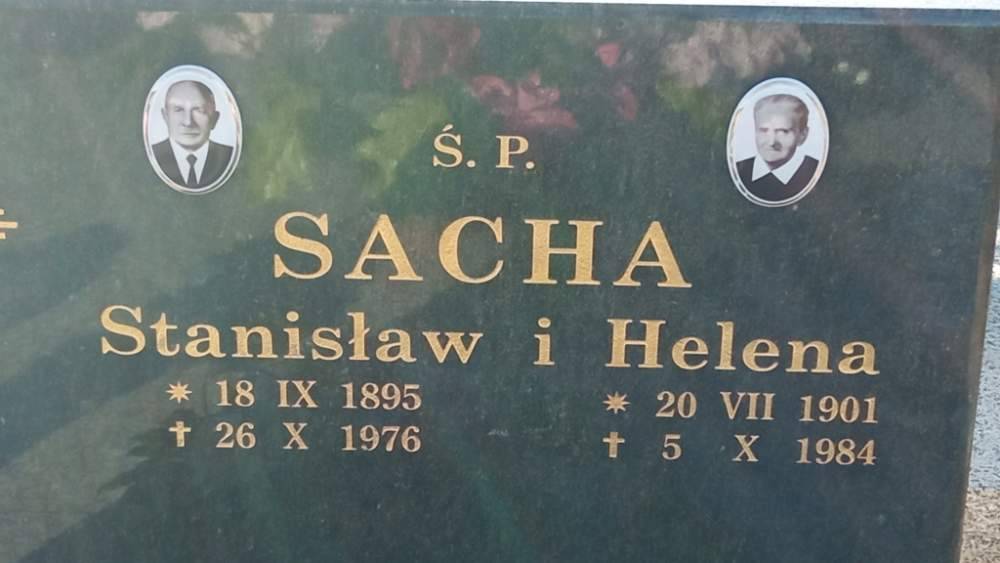 Ś. P.
SACHA
Stanisław i Helena
* 18 IX 1895 * 20 VII 1901
† 26 X 1976 † 5 X 1984